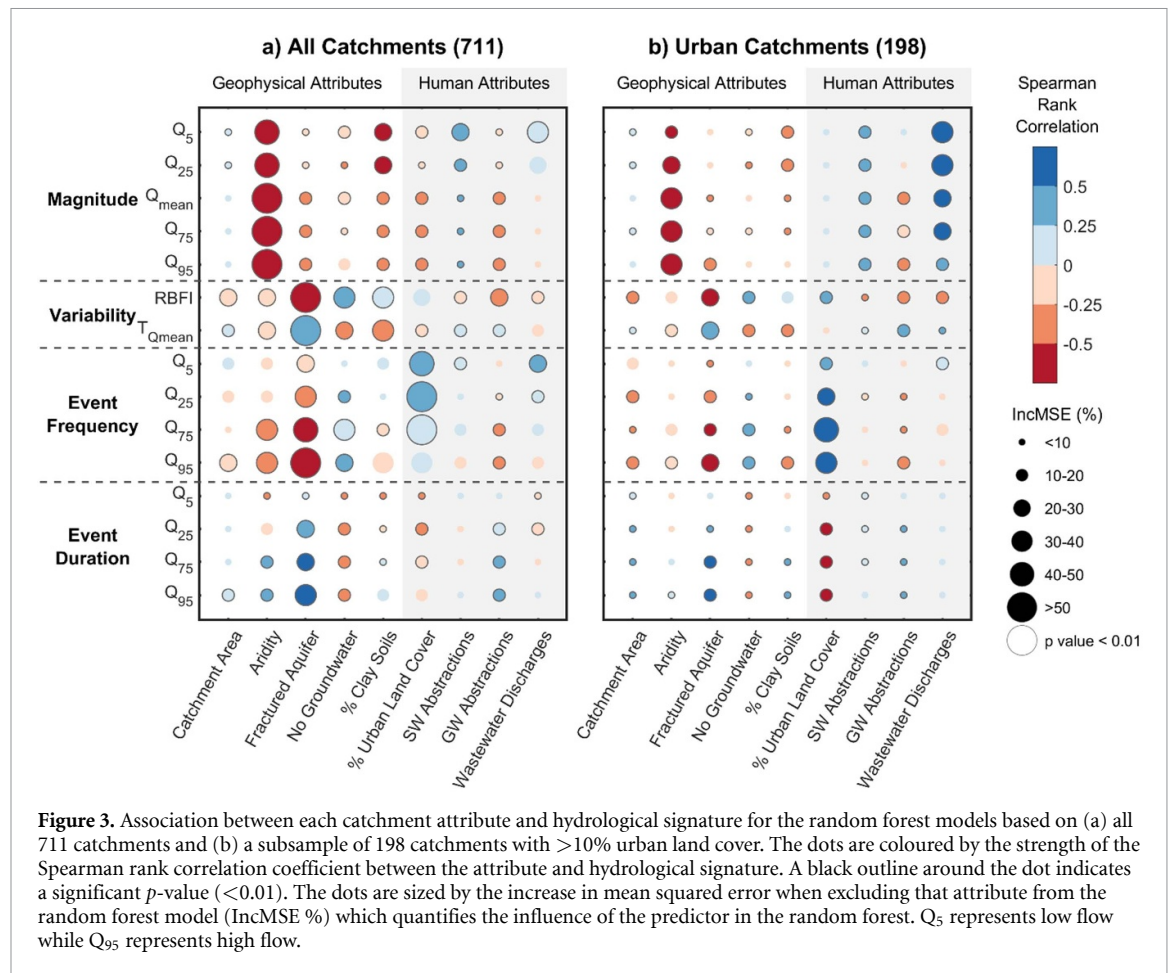 a) All Catchments (711)
b) Urban Catchments (198)
Geophysical Attributes
Human Attributes
Geophysical Attributes
Human Attributes
Magnitude
Q5
Q25
Qmean
Q75
Q95
Variability
RBFI
TQmean
Event
Frequency
Q5
Q25
Q75
Q95
Event
Duration
Q5
Q25
Q75
Q95
Catchment Area
Aridity
Fractured Aquifer
No Groundwater
% Clay Soils
% Urban Land Cover
SW Abstractions
GW Abstractions
Wastewater Discharges
Catchment Area
Aridity
Fractured Aquifer
No Groundwater
% Clay Soils
% Urban Land Cover
SW Abstractions
GW Abstractions
Wastewater Discharges
Spearman
Rank
Correlation
0.5
0.25
0
-0.25
-0.5
IncMSE (%)
<10
10-20
20-30
30-40
40-50
>50
p value < 0.01
Figure 3. Association between each catchment attribute and hydrological signature for the random forest models based on (a) all
711 catchments and (b) a subsample of 198 catchments with >10% urban land cover. The dots are coloured by the strength of the
Spearman rank correlation coefficient between the attribute and hydrological signature. A black outline around the dot indicates
a significant p-value (<0.01). The dots are sized by the increase in mean squared error when excluding that attribute from the
random forest model (IncMSE %) which quantifies the influence of the predictor in the random forest. Q5 represents low flow
while Q95 represents high flow.